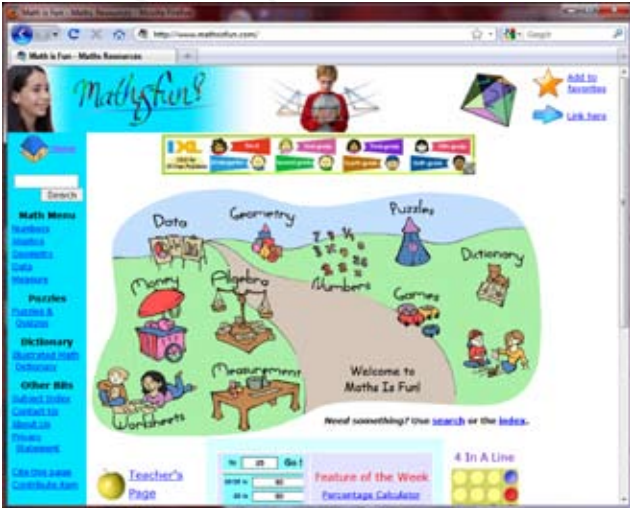 Math is Fun - Maths Resources - Mozilla Firefox
http://www.mathsisfun.com/
Google
Math is Fun - Maths Resources
MathsisFun!
Add to
favorites
Link here
Home
Search
IXL
Math Menu
Numbers
Algebra
Geometry
Data
Measure
Puzzles
Puzzles &
Quizzes
Dictionary
Illustrated Math
Dictionary
Other Bits
Subject Index
Contact Us
About Us
Privacy
Statement
Cite this page
Contribute item
Data
Geometry
Puzzles
Dictionary
Money
Algebra
Numbers
Games
Measurement
Worksheets
Welcome to
Maths Is Fun!
Need something? Use search or the index.
Teacher's
Page
Go!
Feature of the Week
Percentage Calculator
4 In A Line